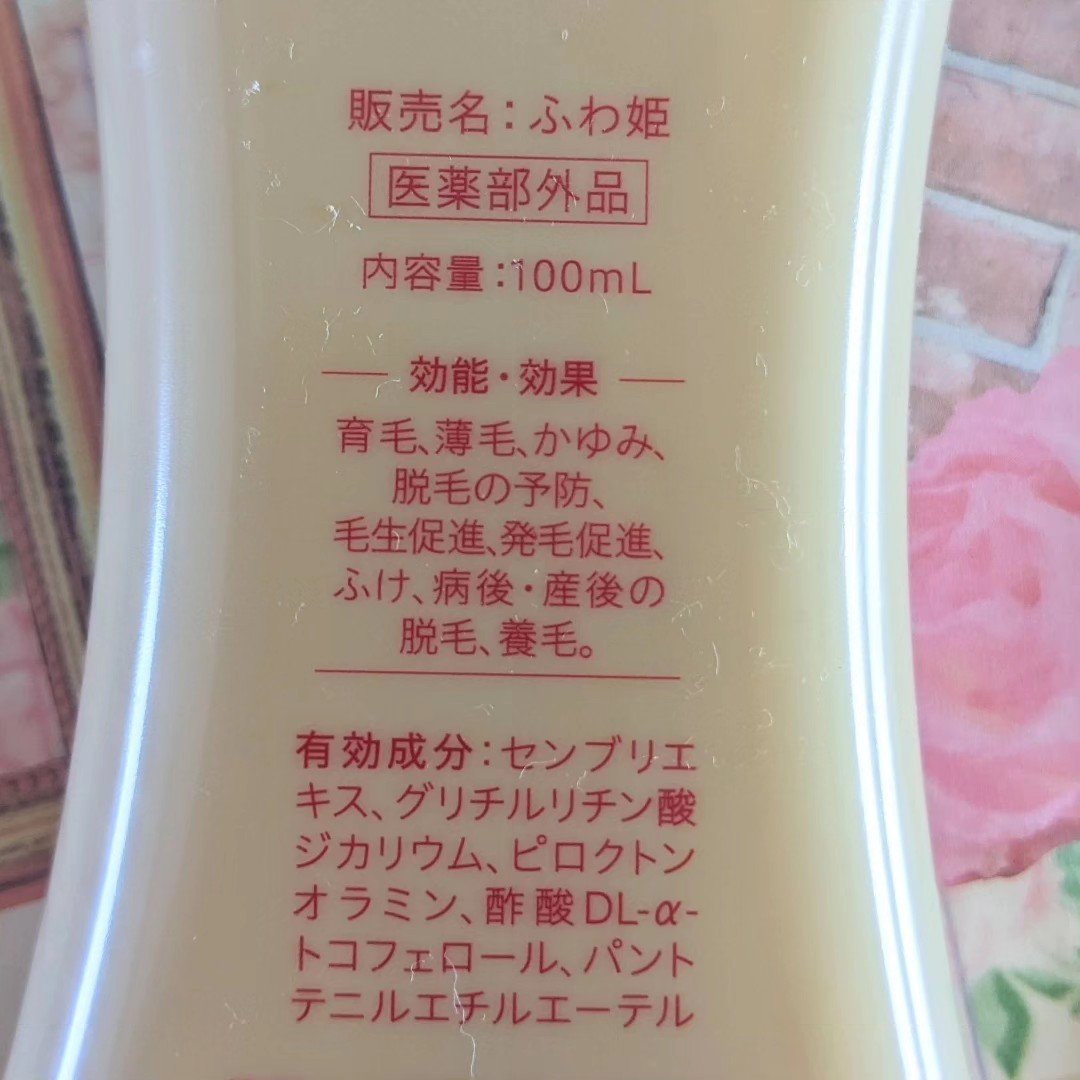 販売名：ふわ姫
医薬部外品
内容量：100mL
効能・効果
育毛、薄毛、かゆみ、
脱毛の予防、
毛生促進、発毛促進、
ふけ、病後・産後の
脱毛、養毛。
有効成分：センブリエ
キス、グリチルリチン酸
ジカリウム、ピロクトン
オラミン、酢酸DL-α-
トコフェロール、パント
テニルエチルエーテル